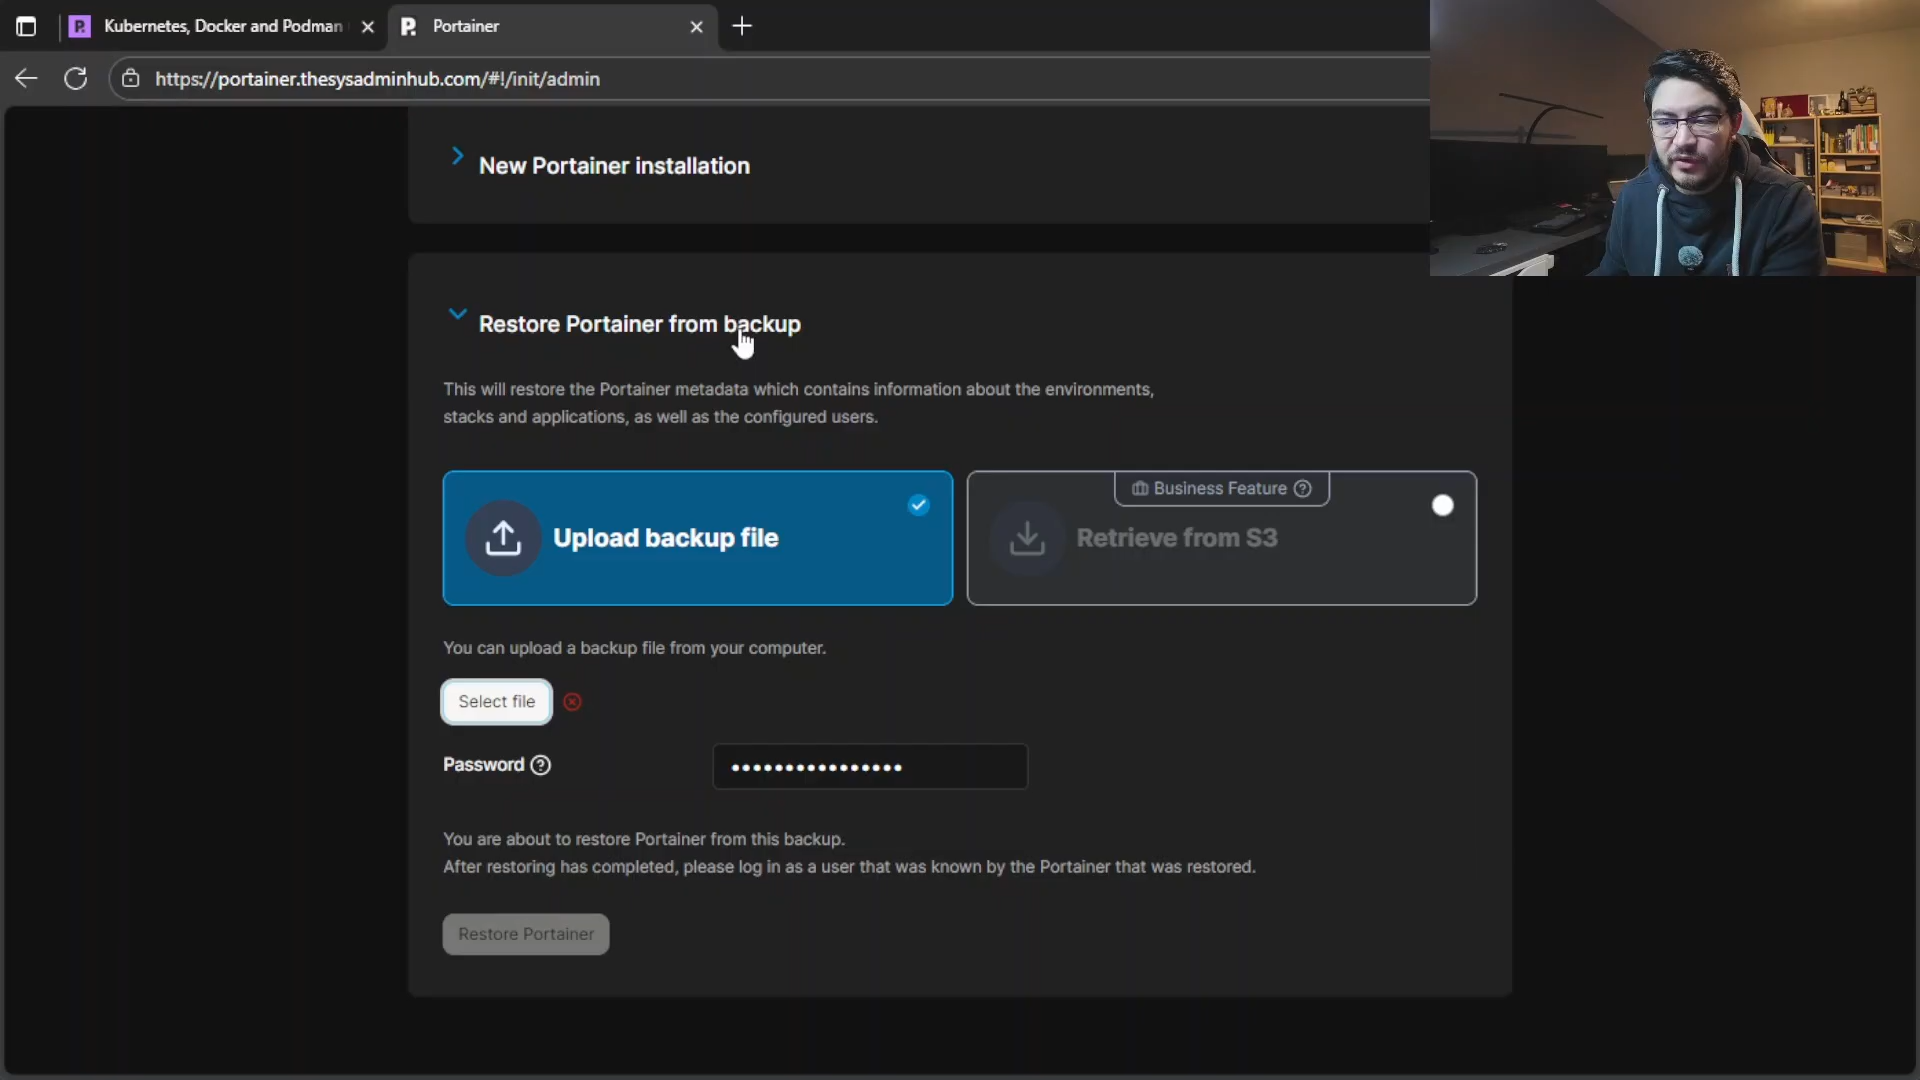 Kubernetes, Docker and Podman
Portainer
https://portainer.thesysadminhub.com/#!/init/admin
New Portainer installation
Restore Portainer from backup
This will restore the Portainer metadata which contains information about the environments,
stacks and applications, as well as the configured users.
Upload backup file
Business Feature
Retrieve from S3
You can upload a backup file from your computer.
Select file
Password
You are about to restore Portainer from this backup.
After restoring has completed, please log in as a user that was known by the Portainer that was restored.
Restore Portainer